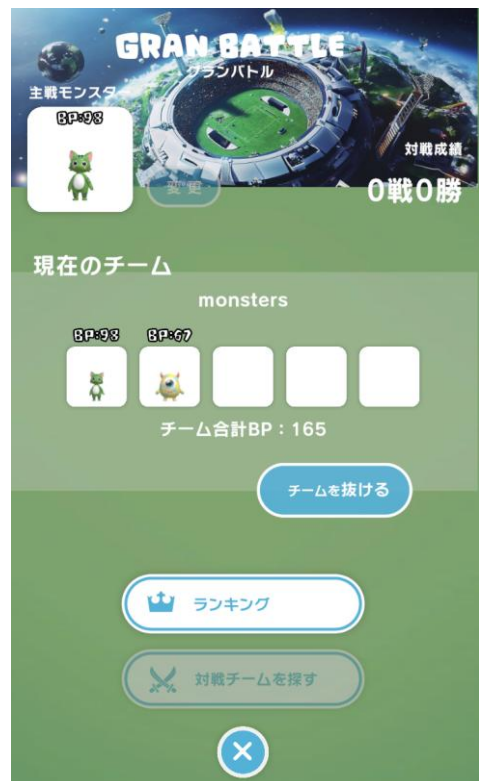 GRAN BATTLE
グランバトル
主戦モンスター
BP:98
変更
対戦成績
0戦0勝
現在のチーム
monsters
BP:98 BP:67
チーム合計BP：165
チームを抜ける
ランキング
対戦チームを探す